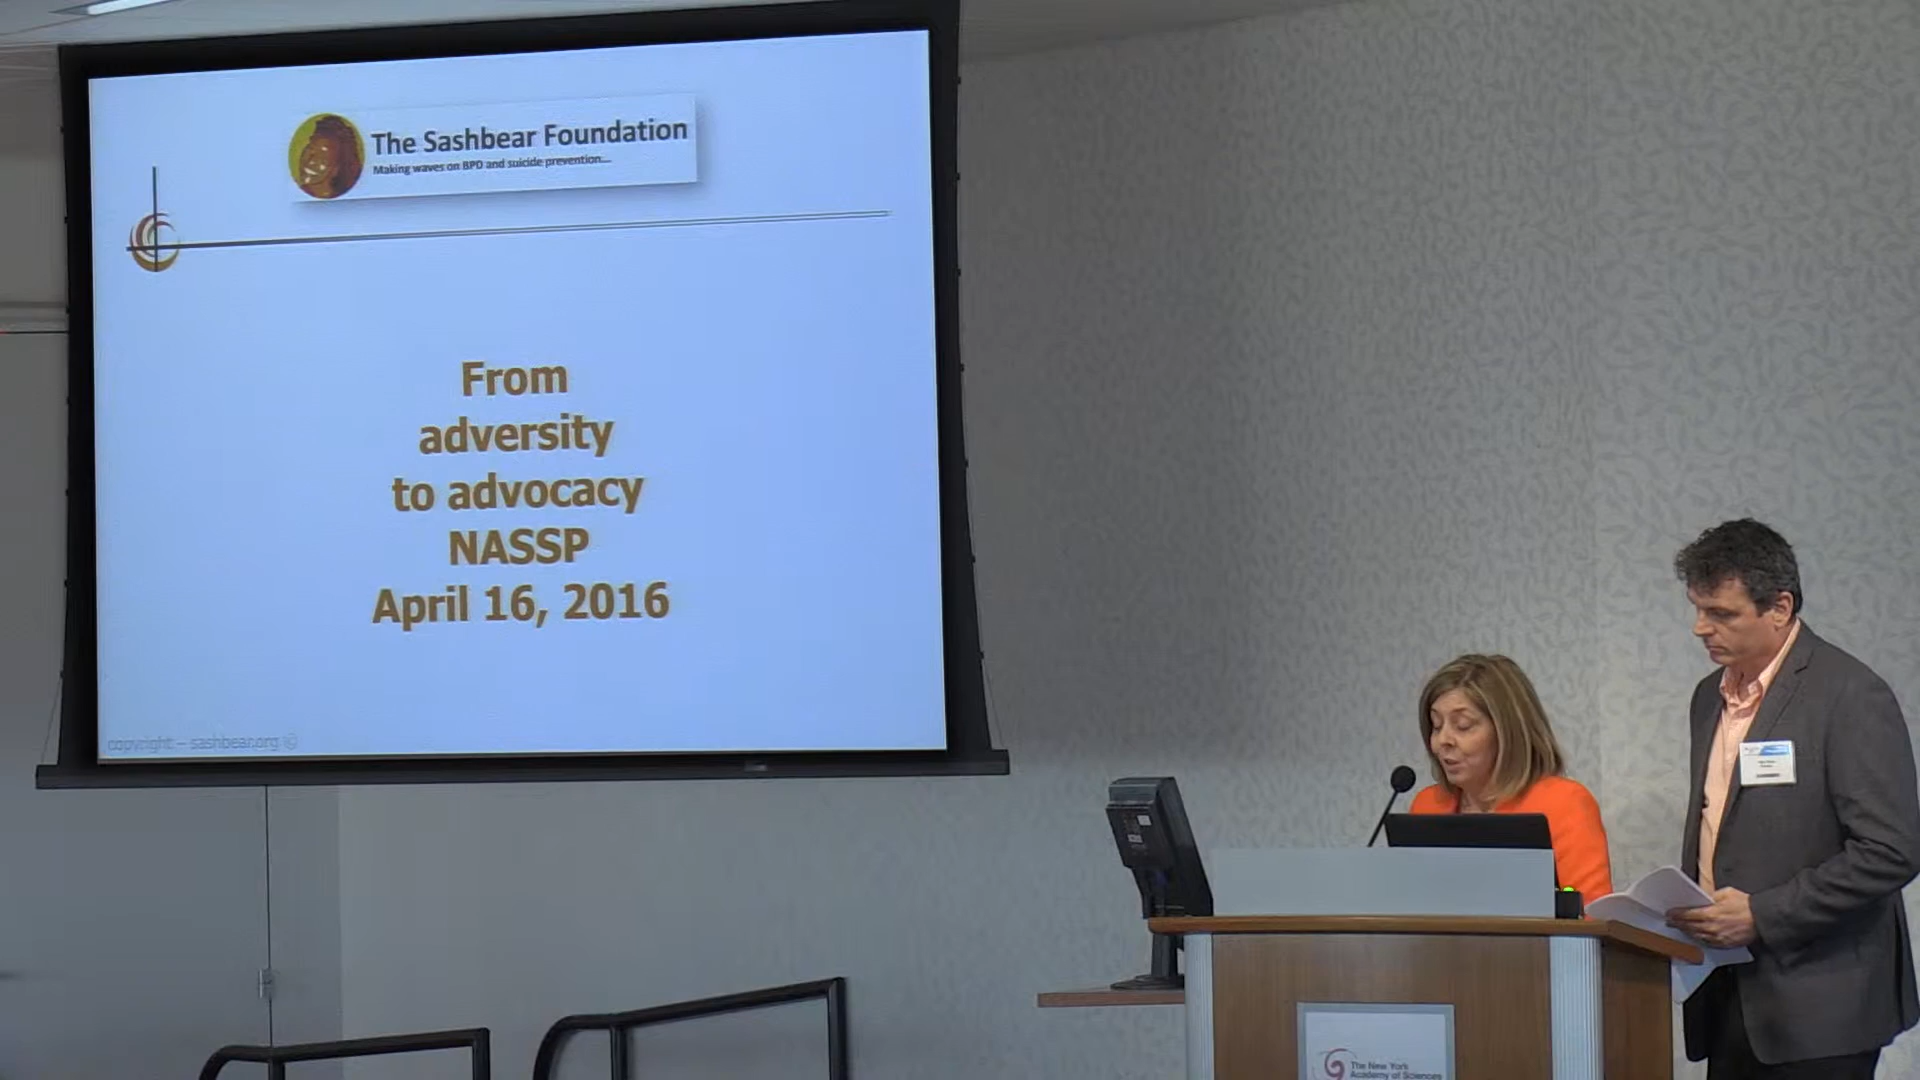 The Sashbear Foundation
Making waves on BPD and suicide prevention...
From
adversity
to advocacy
NASSP
April 16, 2016
copyright – sashbear.org ©
The New York
Academy of Sciences